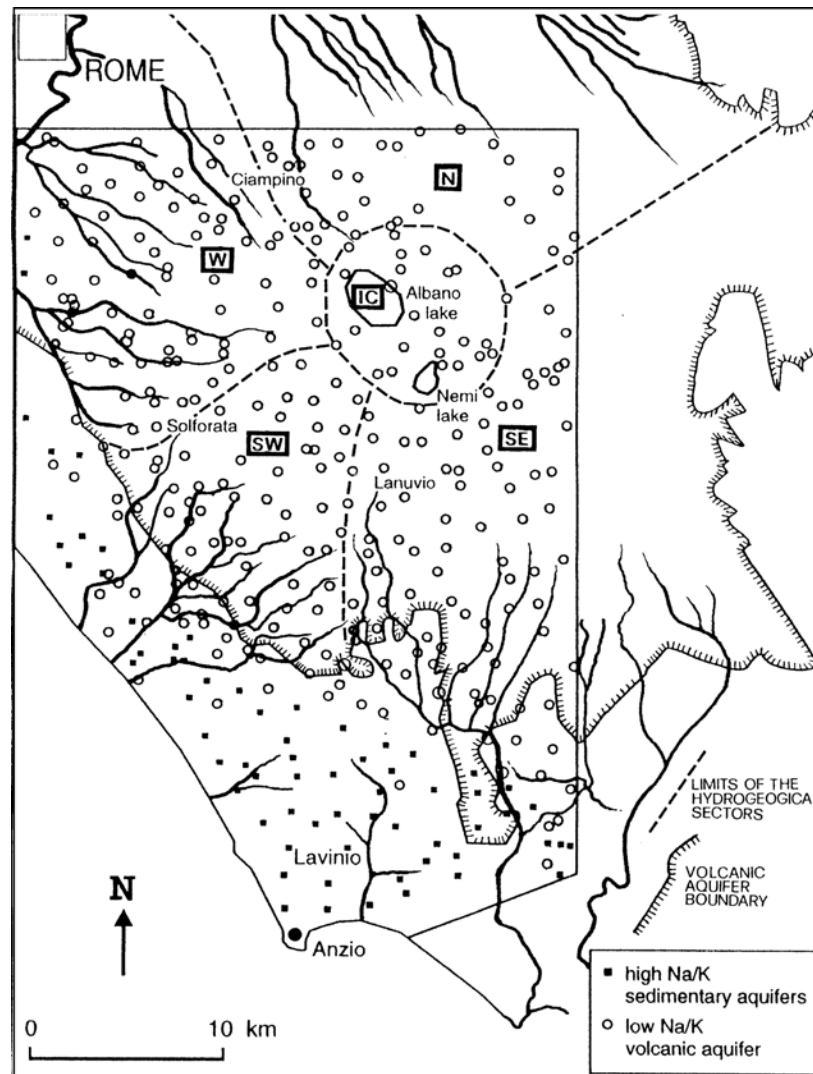 ROME
Ciampino
N
W
IC
Albano
lake
Nemi
lake
Solforata
SW
SE
Lanuvio
LIMITS OF THE
HYDROGEOGICA
SECTORS
Lavinio
VOLCANIC
AQUIFER
BOUNDARY
N
Anzio
high Na/K
sedimentary aquifers
low Na/K
volcanic aquifer
0 10 km